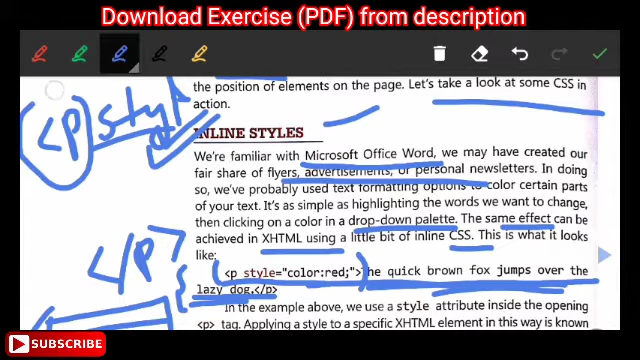 Download Exercise (PDF) from description
the position of elements on the page. Let's take a look at some CSS in
action.
<p> style
INLINE STYLES
We're familiar with Microsoft Office Word, we may have created our
fair share of flyers, advertisements, or personal newsletters. In doing
so, we've probably used text formatting options to color certain parts
of your text. It's as simple as highlighting the words we want to change,
then clicking on a color in a drop-down palette. The same effect can be
achieved in XHTML using a little bit of inline CSS. This is what it looks
like:
</p>
<p style="color:red;">The quick brown fox jumps over the
lazy dog.</p>
In the example above, we use a style attribute inside the opening
<p> tag. Applying a style to a specific XHTML element in this way is known
SUBSCRIBE